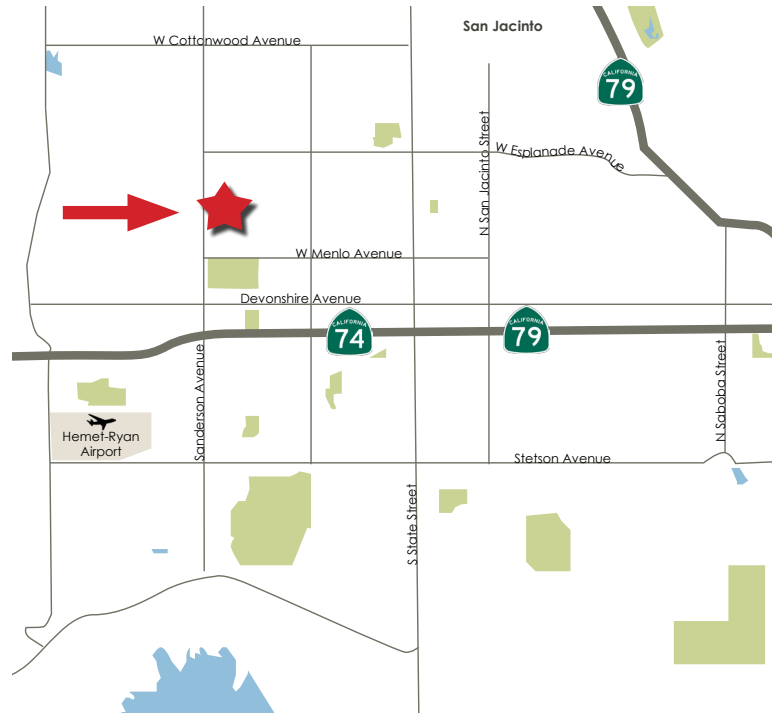 San Jacinto
W Cottonwood Avenue
CALIFORNIA
79
N San Jacinto Street
W Esplanade Avenue
W Menlo Avenue
Devonshire Avenue
CALIFORNIA
74
CALIFORNIA
79
Sanderson Avenue
N Saboba Street
Hemet-Ryan
Airport
Stetson Avenue
S State Street